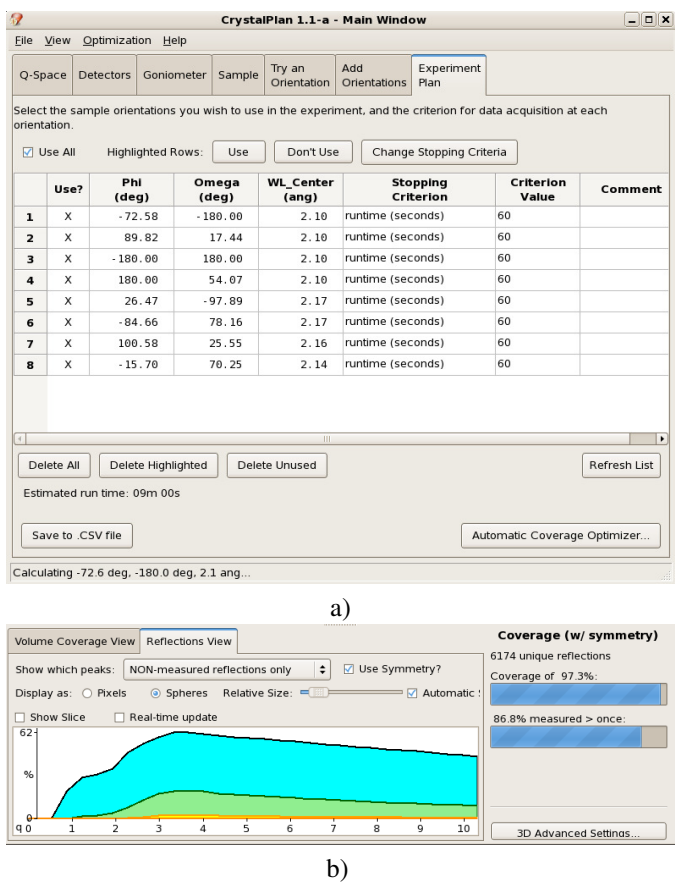 CrystalPlan 1.1-a - Main Window
File View Optimization Help
Q-Space Detectors Goniometer Sample Try an Orientation Add Orientations Experiment Plan
Select the sample orientations you wish to use in the experiment, and the criterion for data acquisition at each
orientation.
Use All Highlighted Rows: Use Don't Use Change Stopping Criteria
Use? Phi (deg) Omega (deg) WL_Center (ang) Stopping Criterion Criterion Value Comment
1 X -72.58 -180.00 2.10 runtime (seconds) 60
2 X 89.82 17.44 2.10 runtime (seconds) 60
3 X -180.00 180.00 2.10 runtime (seconds) 60
4 X 180.00 54.07 2.10 runtime (seconds) 60
5 X 26.47 -97.89 2.17 runtime (seconds) 60
6 X -84.66 78.16 2.17 runtime (seconds) 60
7 X 100.58 25.55 2.16 runtime (seconds) 60
8 X -15.70 70.25 2.14 runtime (seconds) 60
Delete All Delete Highlighted Delete Unused Refresh List
Estimated run time: 09m 00s
Save to .CSV file Automatic Coverage Optimizer...
Calculating -72.6 deg, -180.0 deg, 2.1 ang...
a)
Volume Coverage View Reflections View
Show which peaks: NON-measured reflections only Use Symmetry?
Display as: Pixels Spheres Relative Size: Automatic
Show Slice Real-time update
62
%
0
q 0 1 2 3 4 5 6 7 8 9 10
Coverage (w/ symmetry)
6174 unique reflections
Coverage of 97.3%:
86.8% measured > once:
3D Advanced Settings...
b)